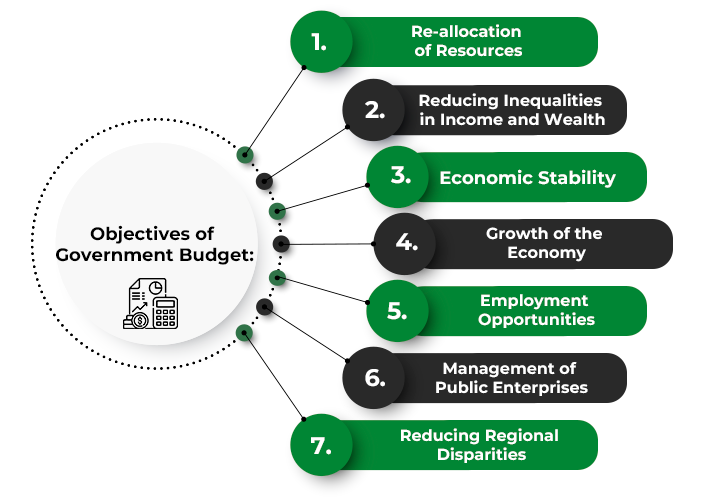 Objectives of
Government Budget:
1.
Re-allocation
of Resources
2.
Reducing Inequalities
in Income and Wealth
3.
Economic Stability
4.
Growth of the
Economy
5.
Employment
Opportunities
6.
Management of
Public Enterprises
7.
Reducing Regional
Disparities